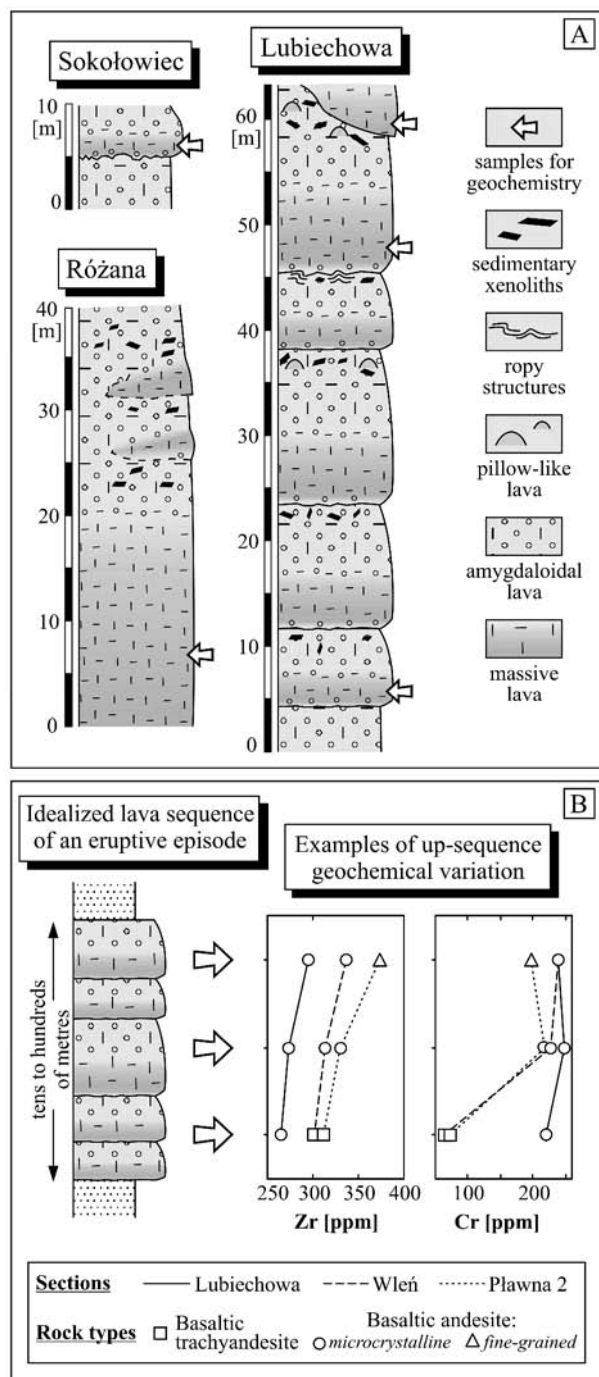 A
Sokołowiec
10
[m]
0
Różana
40
[m]
30
20
10
0
Lubiechowa
60
[m]
50
40
30
20
10
0
samples for
geochemistry
sedimentary
xenoliths
ropy
structures
pillow-like
lava
amygdaloidal
lava
massive
lava
B
Idealized lava sequence
of an eruptive episode
Examples of up-sequence
geochemical variation
tens to hundreds
of metres
250 300 350 400
Zr [ppm]
100 200
Cr [ppm]
Sections Lubiechowa Wleń Pławna 2
Rock types Basaltic
trachyandesite
Basaltic andesite:
microcrystalline fine-grained